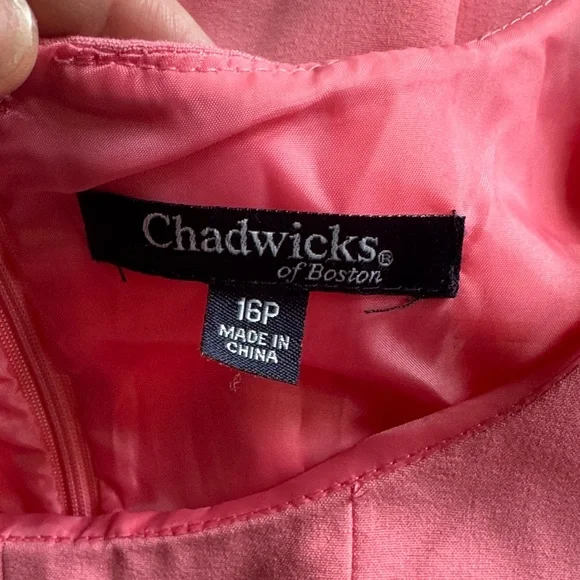 Chadwicks®
of Boston
16P
MADE IN
CHINA